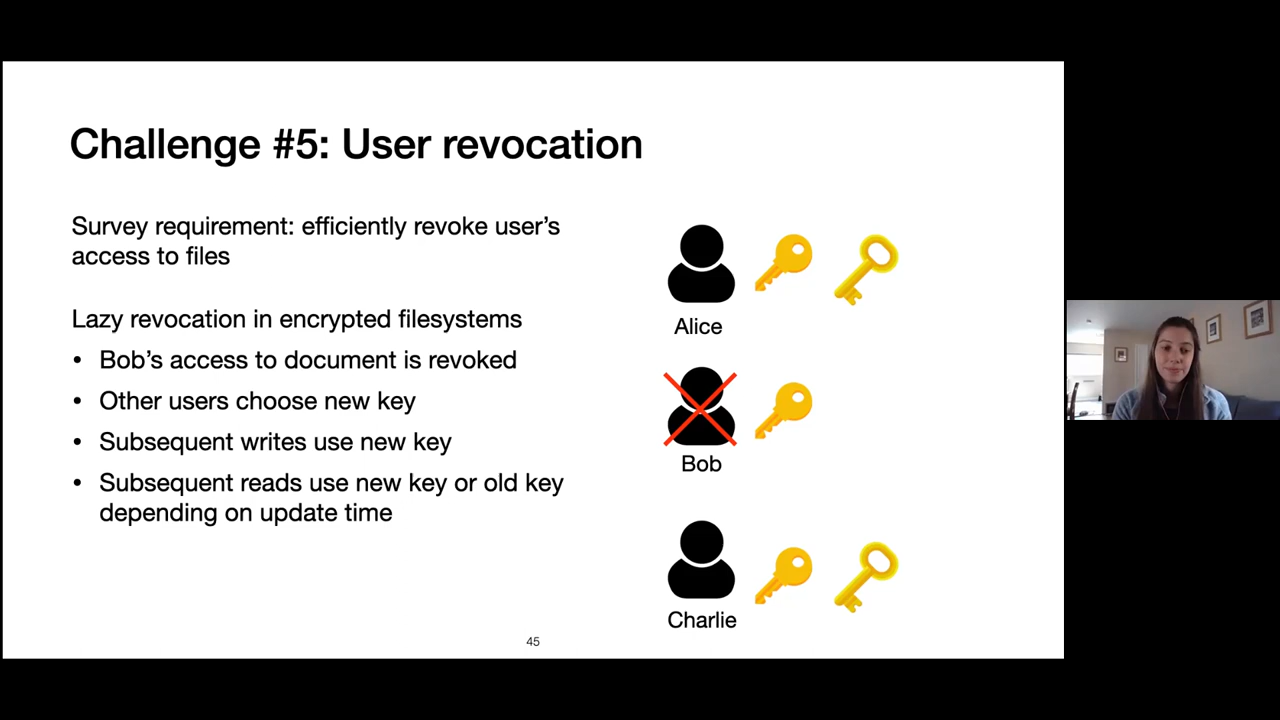 Challenge #5: User revocation
Survey requirement: efficiently revoke user's
access to files
Lazy revocation in encrypted filesystems
• Bob's access to document is revoked
• Other users choose new key
• Subsequent writes use new key
• Subsequent reads use new key or old key
depending on update time
Alice
Bob
Charlie
45